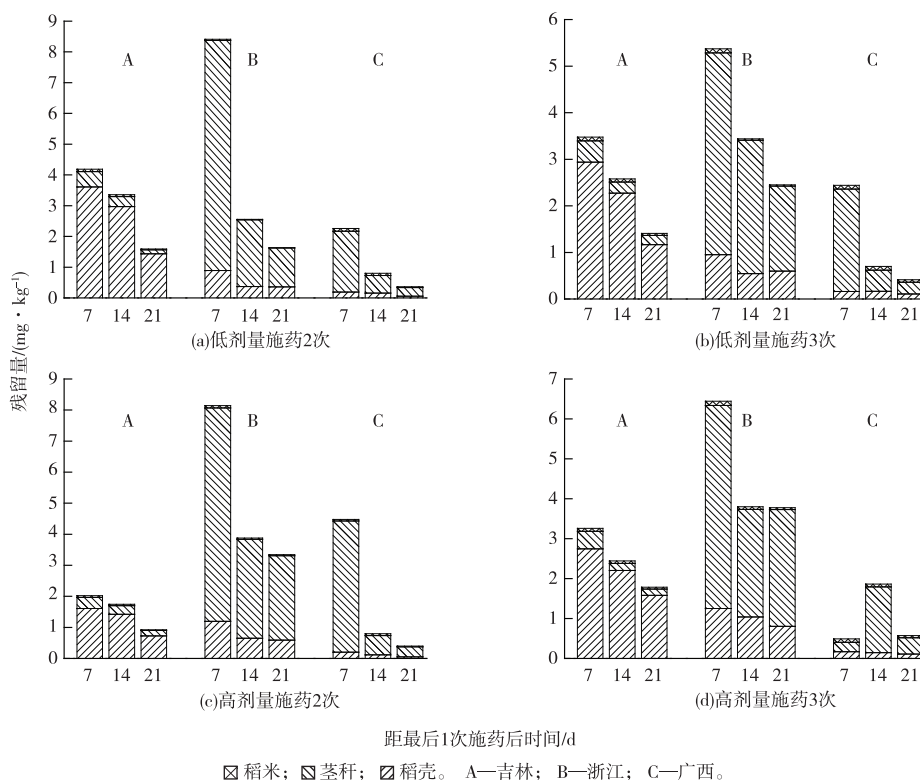 9
8
7
6
5
4
3
2
1
0
A
B
C
7 14 21 7 14 21 7 14 21
(a)低剂量施药2次
6
5
4
3
2
1
0
A
B
C
7 14 21 7 14 21 7 14 21
(b)低剂量施药3次
残留量/(mg·kg⁻¹)
9
8
7
6
5
4
3
2
1
0
A
B
C
7 14 21 7 14 21 7 14 21
(c)高剂量施药2次
7
6
5
4
3
2
1
0
A
B
C
7 14 21 7 14 21 7 14 21
(d)高剂量施药3次
距最后1次施药后时间/d
稻米； 茎秆； 稻壳。 A—吉林； B—浙江； C—广西。